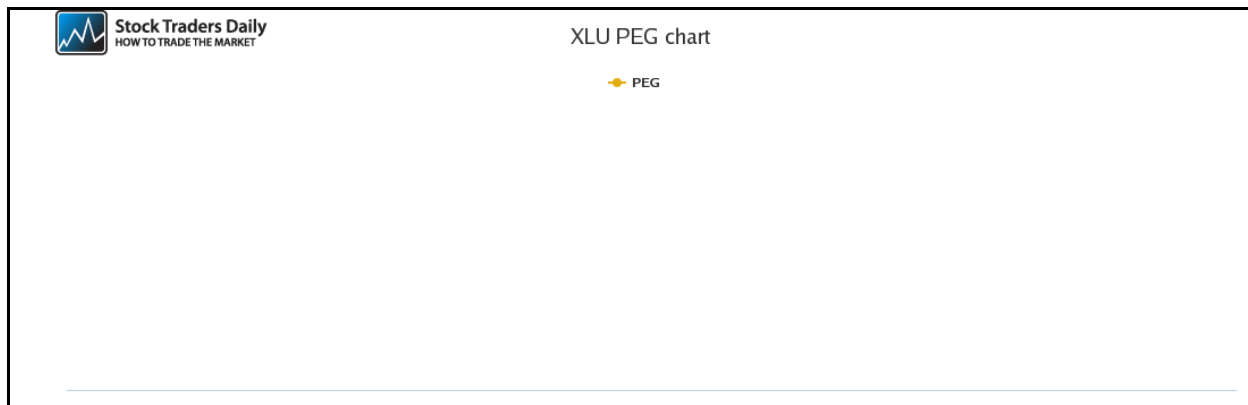 Stock Traders Daily
HOW TO TRADE THE MARKET
XLU PEG chart
PEG